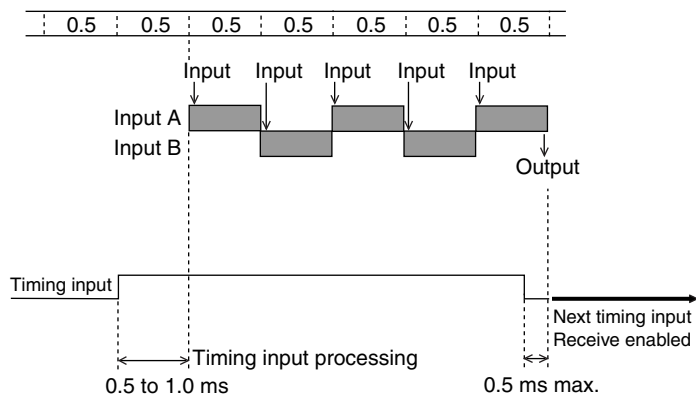 0.5 0.5 0.5 0.5 0.5 0.5 0.5
Input Input Input Input Input
Input A
Input B
Output
Timing input
Next timing input
Receive enabled
Timing input processing
0.5 to 1.0 ms
0.5 ms max.